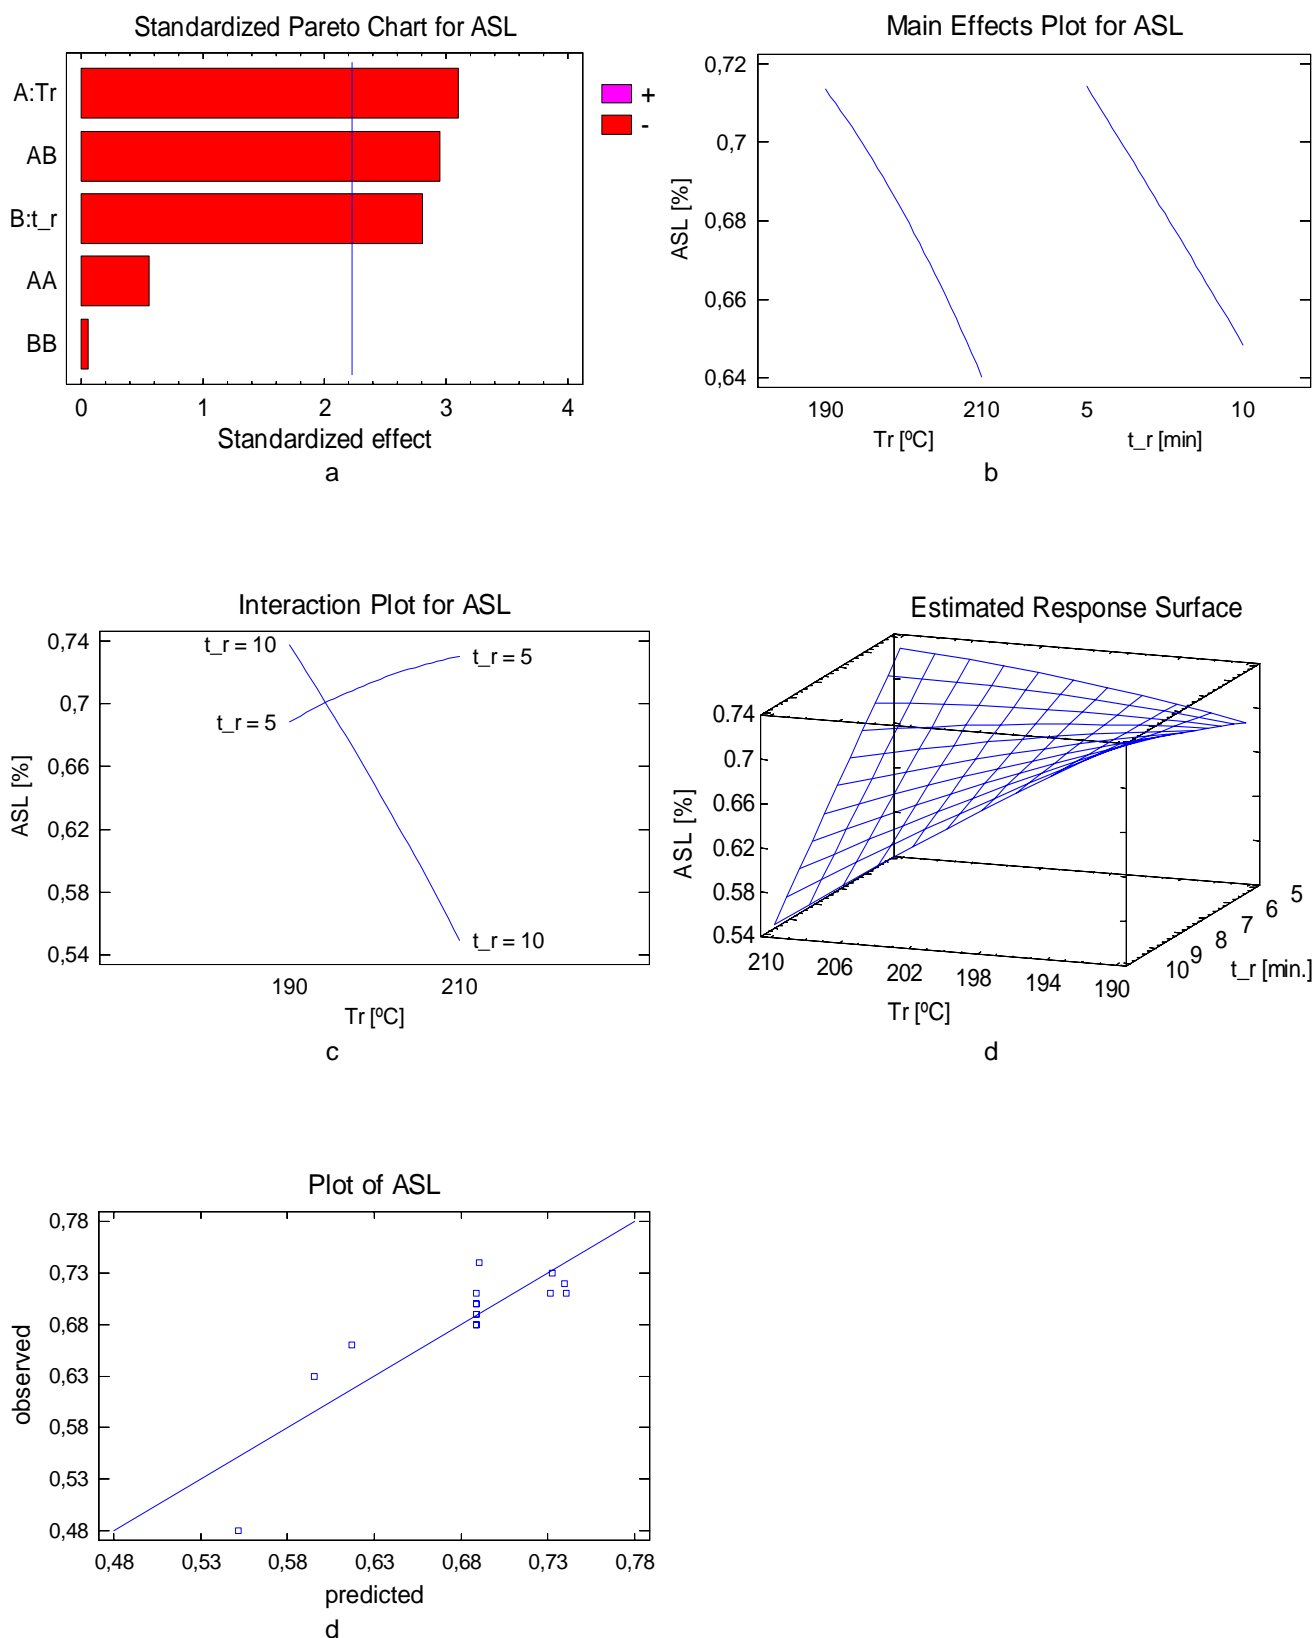 Standardized Pareto Chart for ASL
A:Tr
AB
B:t_r
AA
BB
+
-
0 1 2 3 4
Standardized effect
a
Main Effects Plot for ASL
ASL [%]
0,72
0,7
0,68
0,66
0,64
190 210 5 10
Tr [ºC] t_r [min]
b
Interaction Plot for ASL
ASL [%]
0,74
0,7
0,66
0,62
0,58
0,54
t_r = 10
t_r = 5
t_r = 5
t_r = 10
190 210
Tr [ºC]
c
Estimated Response Surface
ASL [%]
0.74
0.7
0.66
0.62
0.58
0.54
210 206 202 198 194 190
Tr [ºC]
10 9 8 7 6 5
t_r [min.]
d
Plot of ASL
observed
0,78
0,73
0,68
0,63
0,58
0,53
0,48
0,48 0,53 0,58 0,63 0,68 0,73 0,78
predicted
d